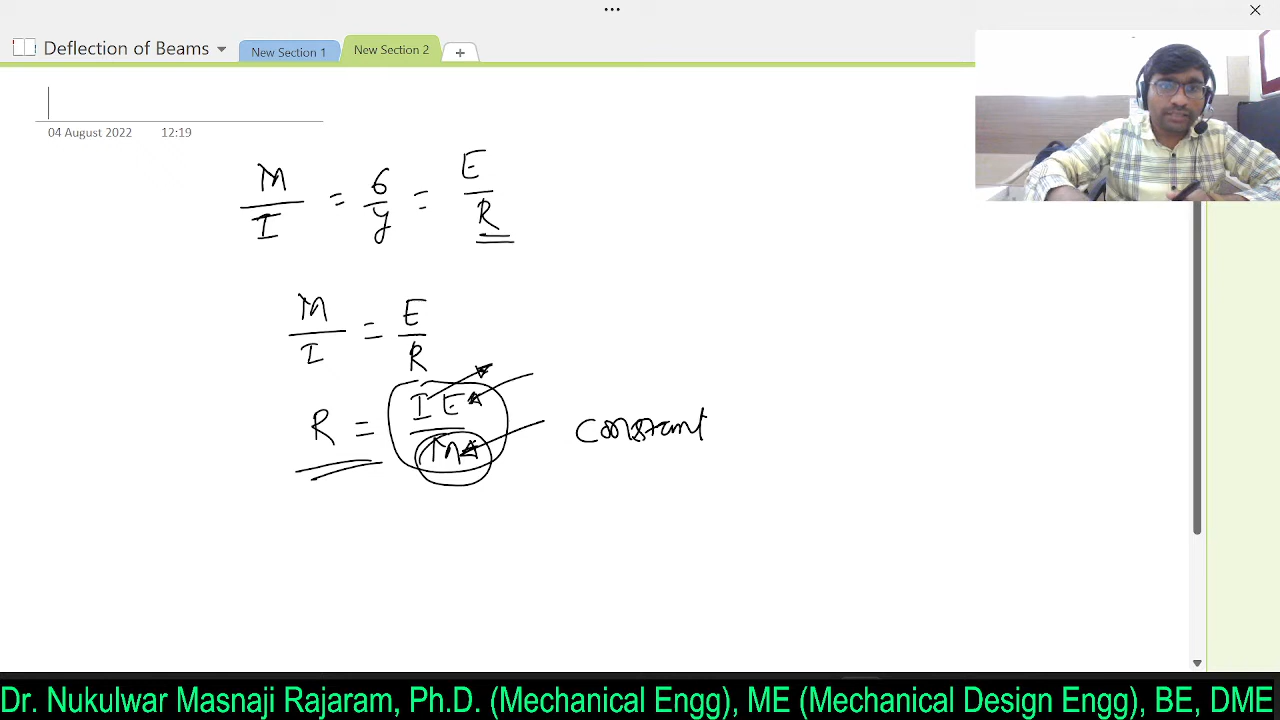 Deflection of Beams New Section 1 New Section 2 +
04 August 2022 12:19
M/I = σ/y = E/R
M/I = E/R
R = IE/M constant
Dr. Nukulwar Masnaji Rajaram, Ph.D. (Mechanical Engg), ME (Mechanical Design Engg), BE, DME